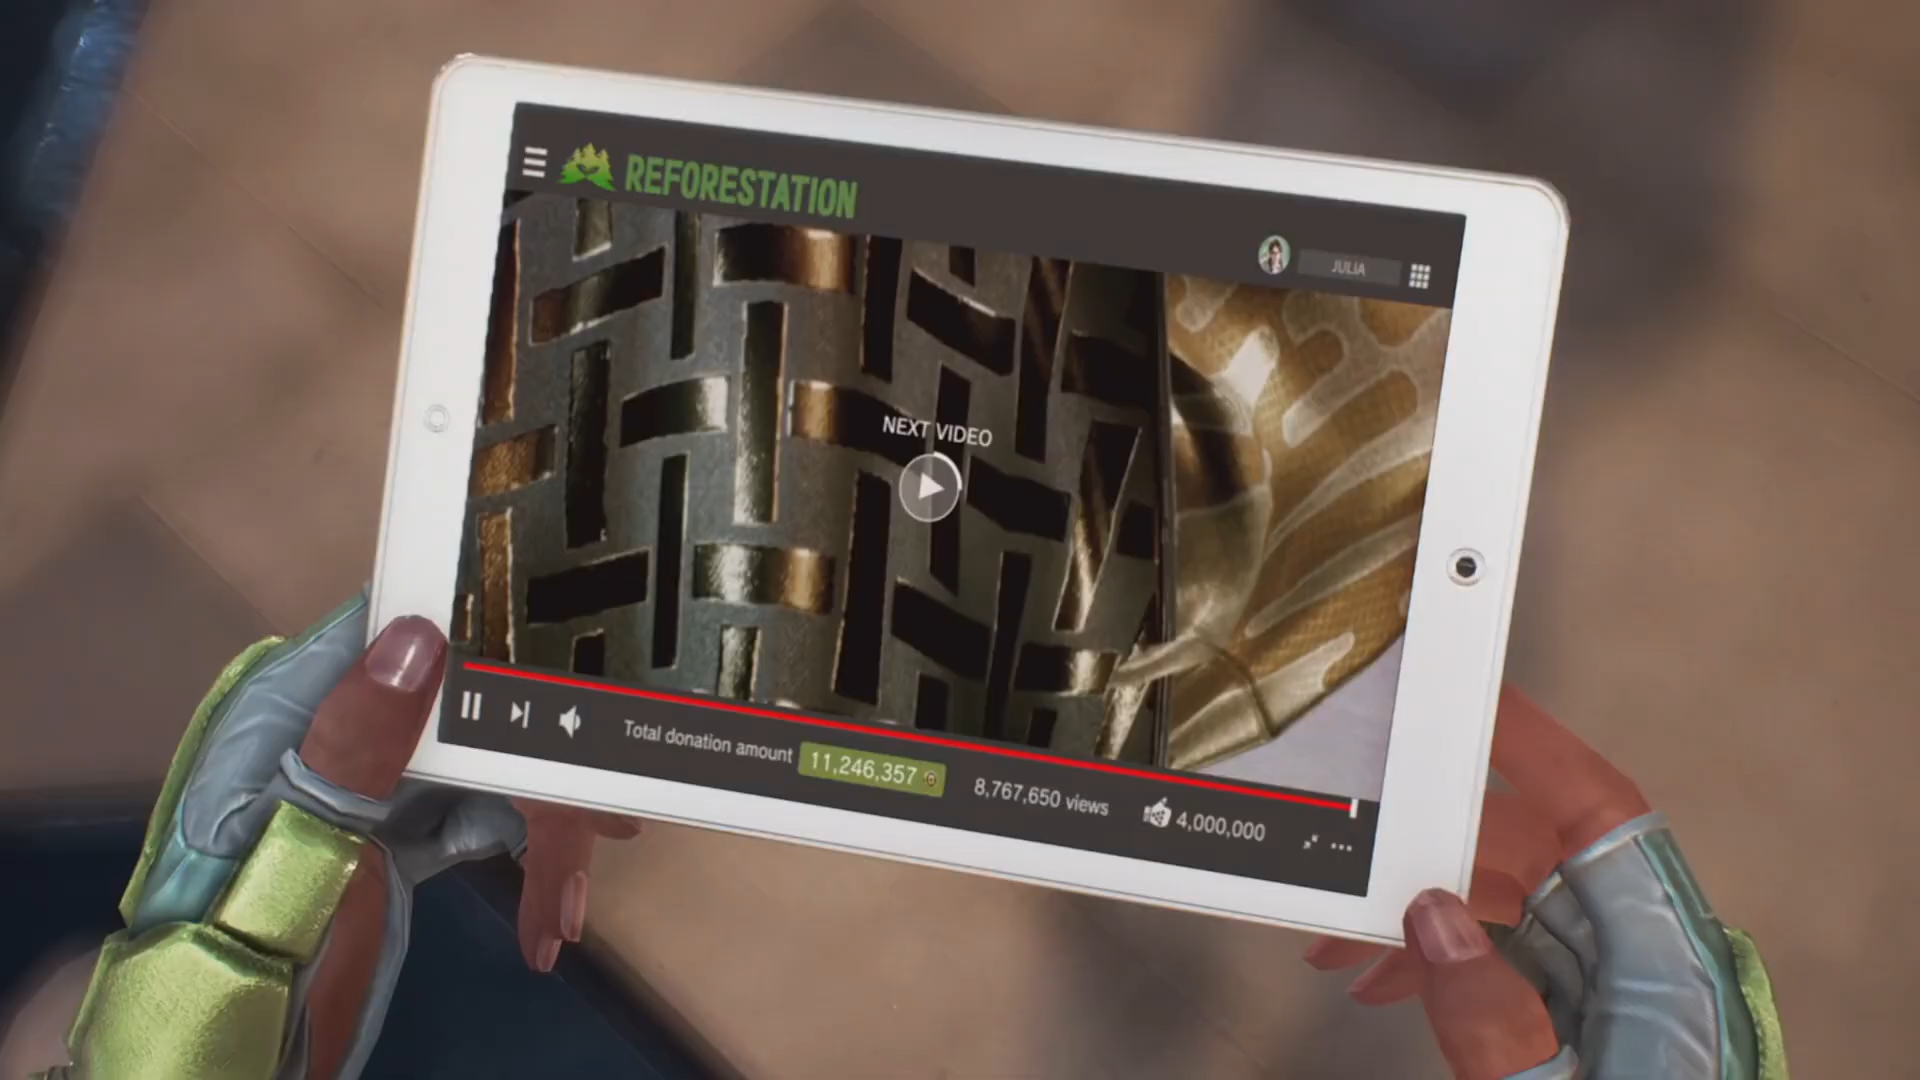 REFORESTATION
JULIA
NEXT VIDEO
Total donation amount 11,246,357 8,767,650 views 4,000,000